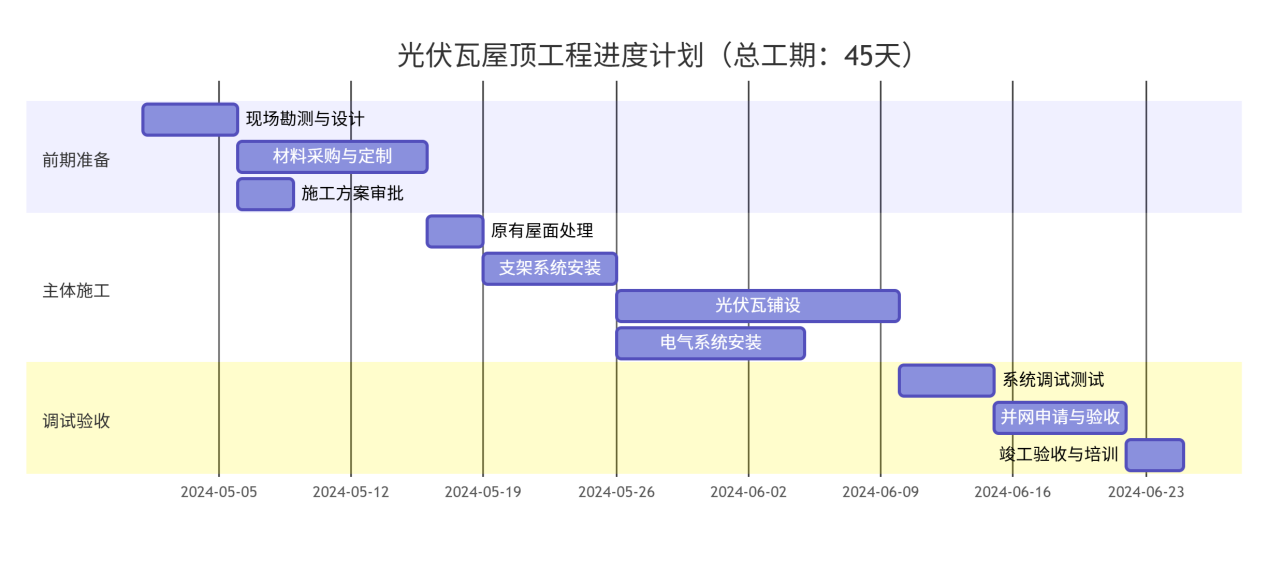 光伏瓦屋顶工程进度计划（总工期：45天）
前期准备
现场勘测与设计
材料采购与定制
施工方案审批
主体施工
原有屋面处理
支架系统安装
光伏瓦铺设
电气系统安装
调试验收
系统调试测试
并网申请与验收
竣工验收与培训
2024-05-05
2024-05-12
2024-05-19
2024-05-26
2024-06-02
2024-06-09
2024-06-16
2024-06-23